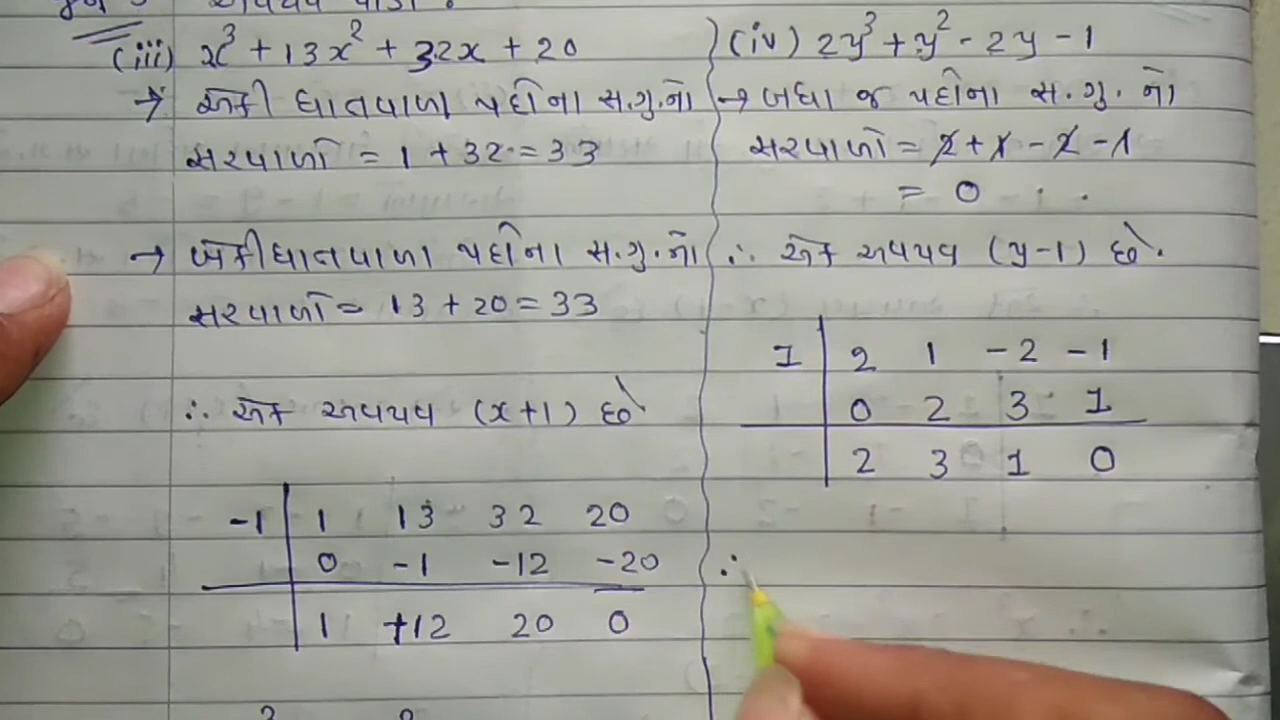 (iii) x³ + 13x² + 32x + 20
→ એકી ઘાતવાળા પદોના સ.ગુ.નો
સરવાળો = 1 + 32 = 33
→ બેકી ઘાતવાળા પદોના સ.ગુ.નો
સરવાળો = 13 + 20 = 33
∴ એક અવયવ (x+1) છે
-1 | 1 13 32 20
0 -1 -12 -20
1 +12 20 0
(iv) 2y³ + y² - 2y - 1
→ બધા જ પદોના સ.ગુ.નો
સરવાળો = 2 + 1 - 2 - 1
= 0
∴ એક અવયવ (y-1) છે.
1 | 2 1 -2 -1
0 2 3 1
2 3 1 0
∴